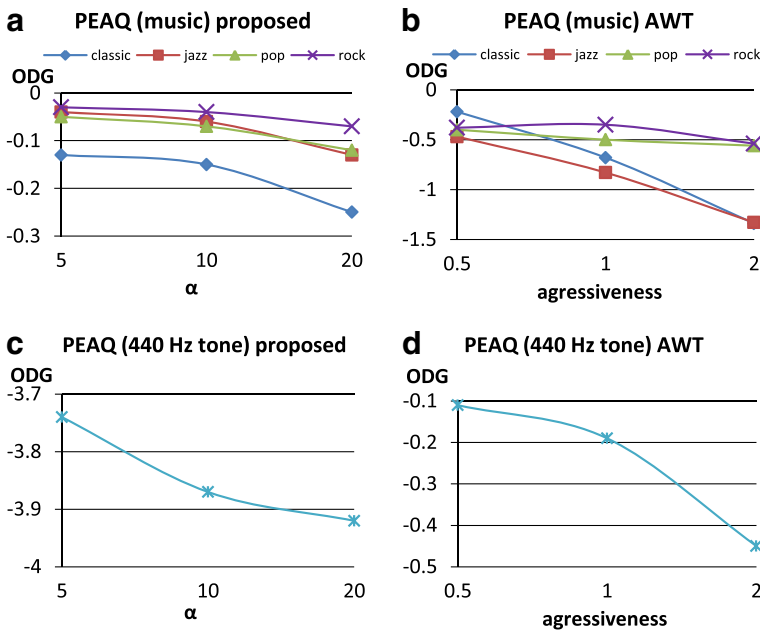 a PEAQ (music) proposed
classic jazz pop rock
ODG
0
-0.1
-0.2
-0.3
5 10 20
α
b PEAQ (music) AWT
classic jazz pop rock
ODG
0
-0.5
-1
-1.5
0.5 1 2
agressiveness
c PEAQ (440 Hz tone) proposed
ODG
-3.7
-3.8
-3.9
-4
5 10 20
α
d PEAQ (440 Hz tone) AWT
ODG
-0.1
-0.2
-0.3
-0.4
-0.5
0.5 1 2
agressiveness